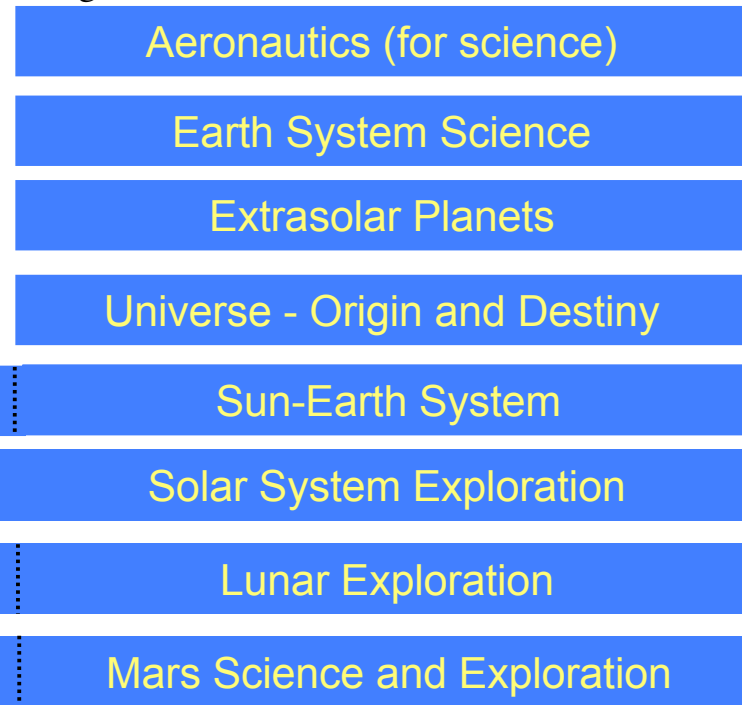 Aeronautics (for science)
Earth System Science
Extrasolar Planets
Universe - Origin and Destiny
Sun-Earth System
Solar System Exploration
Lunar Exploration
Mars Science and Exploration